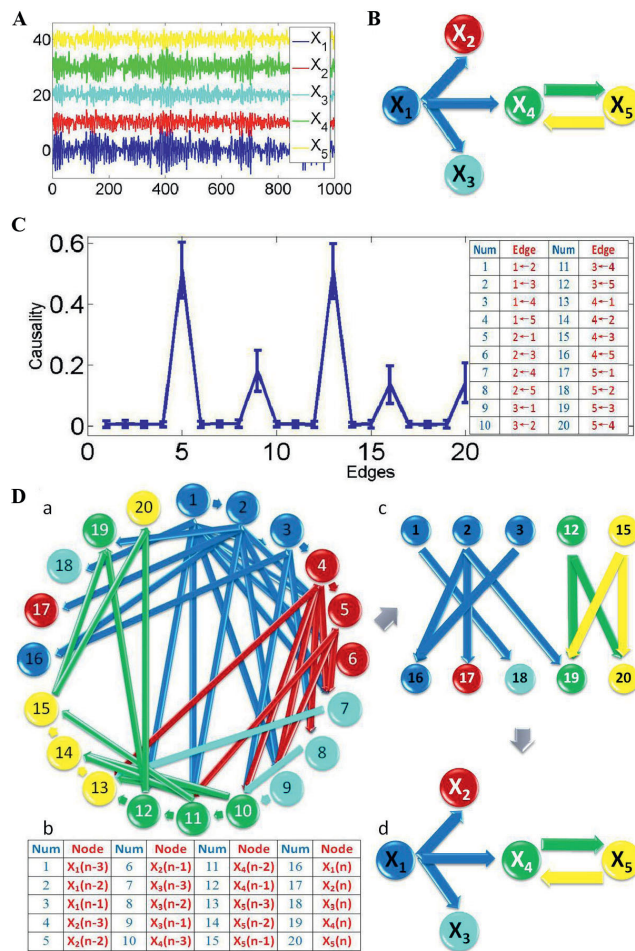 A
40
20
0
0 200 400 600 800 1000
X1
X2
X3
X4
X5
B
X2
X1 X4 X5
X3
C
0.6
0.4
0.2
0
Causality
0 5 10 15 20
Edges
Num Edge Num Edge
1 1←2 11 3←4
2 1←3 12 3←5
3 1←4 13 4←1
4 1←5 14 4←2
5 2←1 15 4←3
6 2←3 16 4←5
7 2←4 17 5←1
8 2←5 18 5←2
9 3←1 19 5←3
10 3←2 20 5←4
D
a
1
2
3
4
5
6
7
8
9
10
11
12
13
14
15
16
17
18
19
20
c
1 2 3 12 15
16 17 18 19 20
b
Num Node Num Node Num Node Num Node
1 X1(n-3) 6 X2(n-1) 11 X4(n-2) 16 X1(n)
2 X1(n-2) 7 X3(n-3) 12 X4(n-1) 17 X2(n)
3 X1(n-1) 8 X3(n-2) 13 X5(n-3) 18 X3(n)
4 X2(n-3) 9 X3(n-1) 14 X5(n-2) 19 X4(n)
5 X2(n-2) 10 X4(n-3) 15 X5(n-1) 20 X5(n)
d
X2
X1 X4 X5
X3